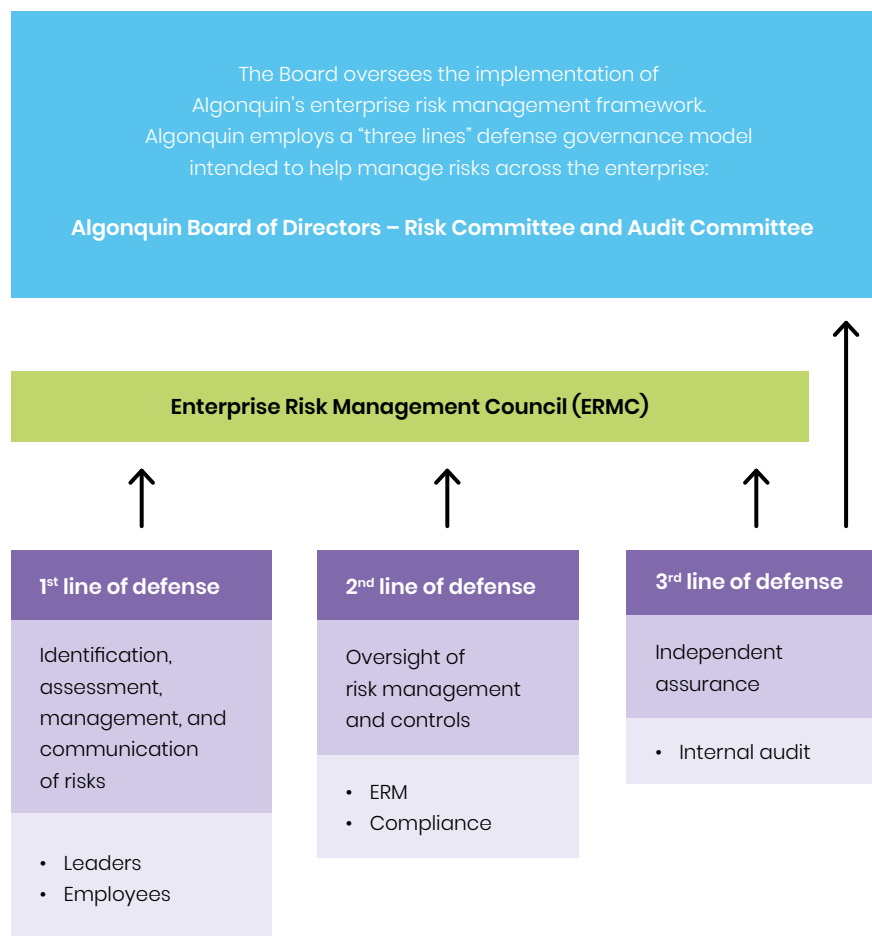 The Board oversees the implementation of
Algonquin's enterprise risk management framework.
Algonquin employs a “three lines” defense governance model
intended to help manage risks across the enterprise:
Algonquin Board of Directors – Risk Committee and Audit Committee
Enterprise Risk Management Council (ERMC)
1st line of defense
Identification,
assessment,
management, and
communication
of risks
• Leaders
• Employees
2nd line of defense
Oversight of
risk management
and controls
• ERM
• Compliance
3rd line of defense
Independent
assurance
• Internal audit